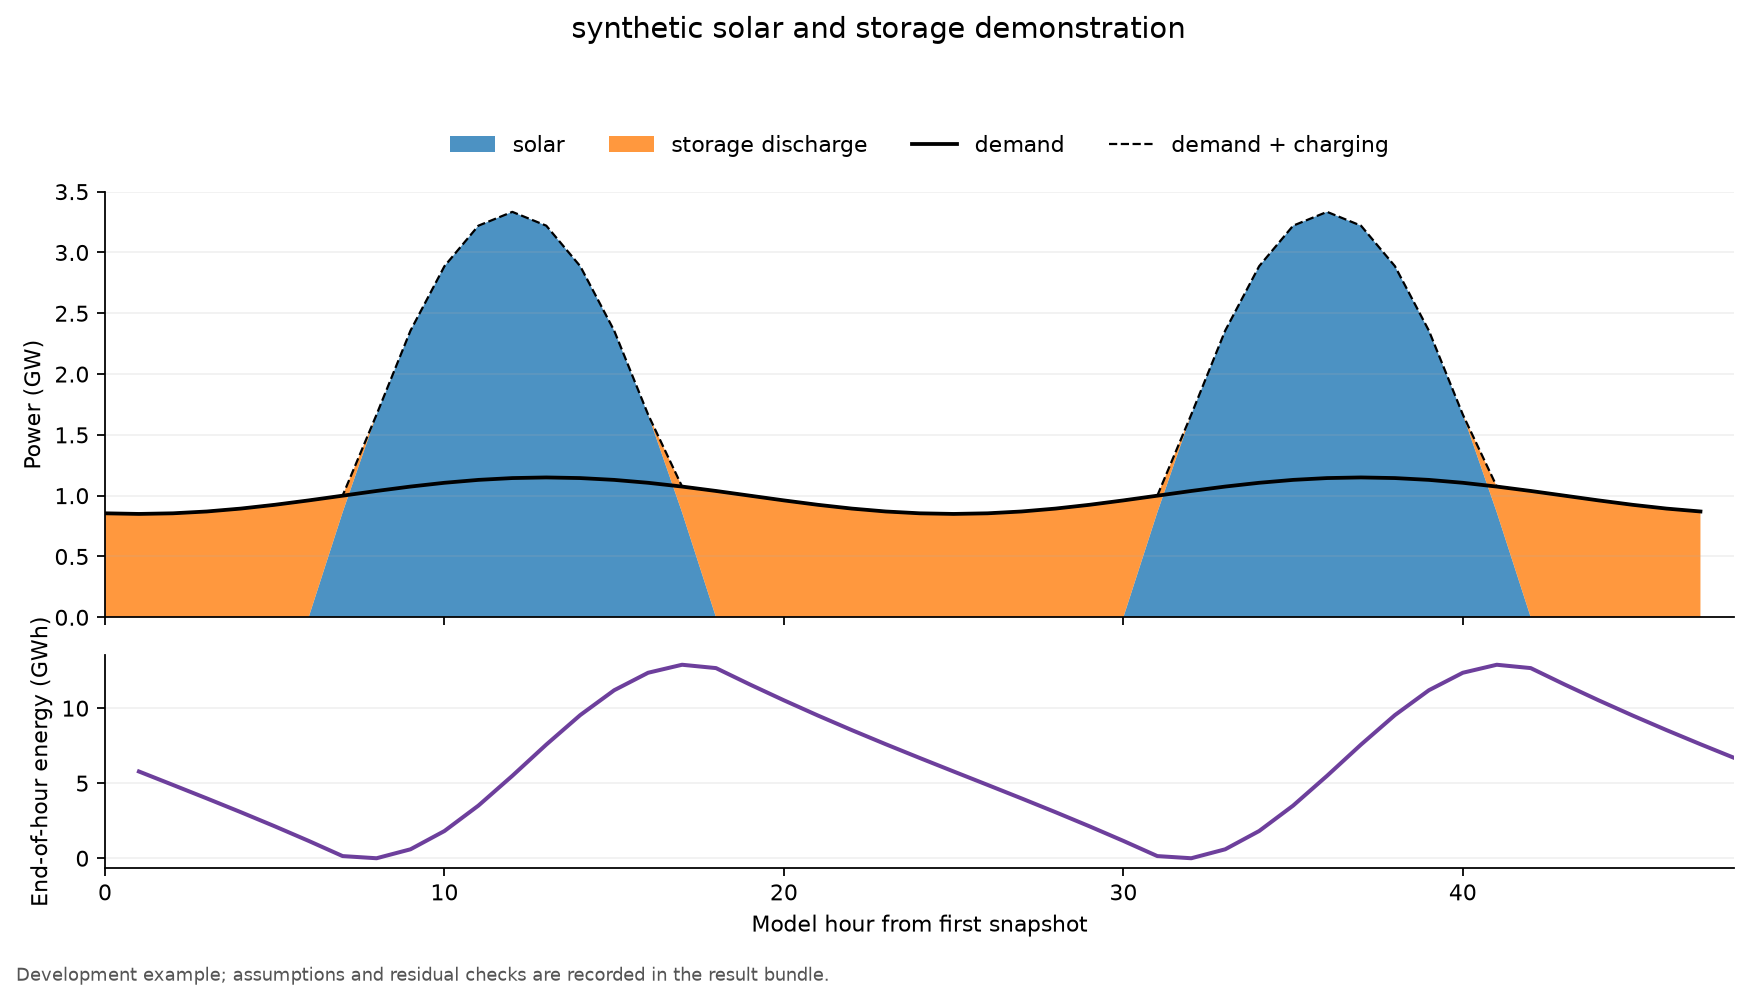 synthetic solar and storage demonstration
solar
storage discharge
demand
demand + charging
Power (GW)
3.5
3.0
2.5
2.0
1.5
1.0
0.5
0.0
End-of-hour energy (GWh)
10
5
0
0
10
20
30
40
Model hour from first snapshot
Development example; assumptions and residual checks are recorded in the result bundle.